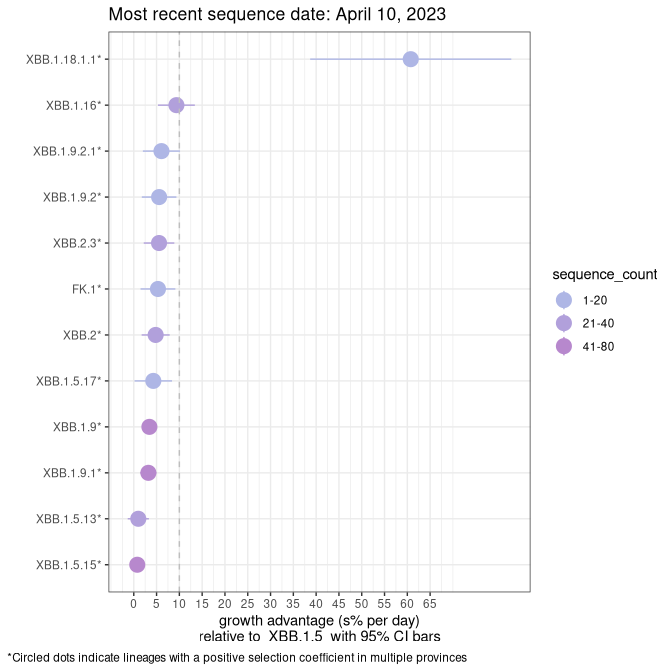 Most recent sequence date: April 10, 2023
XBB.1.18.1.1*
XBB.1.16*
XBB.1.9.2.1*
XBB.1.9.2*
XBB.2.3*
FK.1*
XBB.2*
XBB.1.5.17*
XBB.1.9*
XBB.1.9.1*
XBB.1.5.13*
XBB.1.5.15*
0 5 10 15 20 25 30 35 40 45 50 55 60 65
growth advantage (s% per day)
relative to XBB.1.5 with 95% CI bars
sequence_count
1-20
21-40
41-80
*Circled dots indicate lineages with a positive selection coefficient in multiple provinces